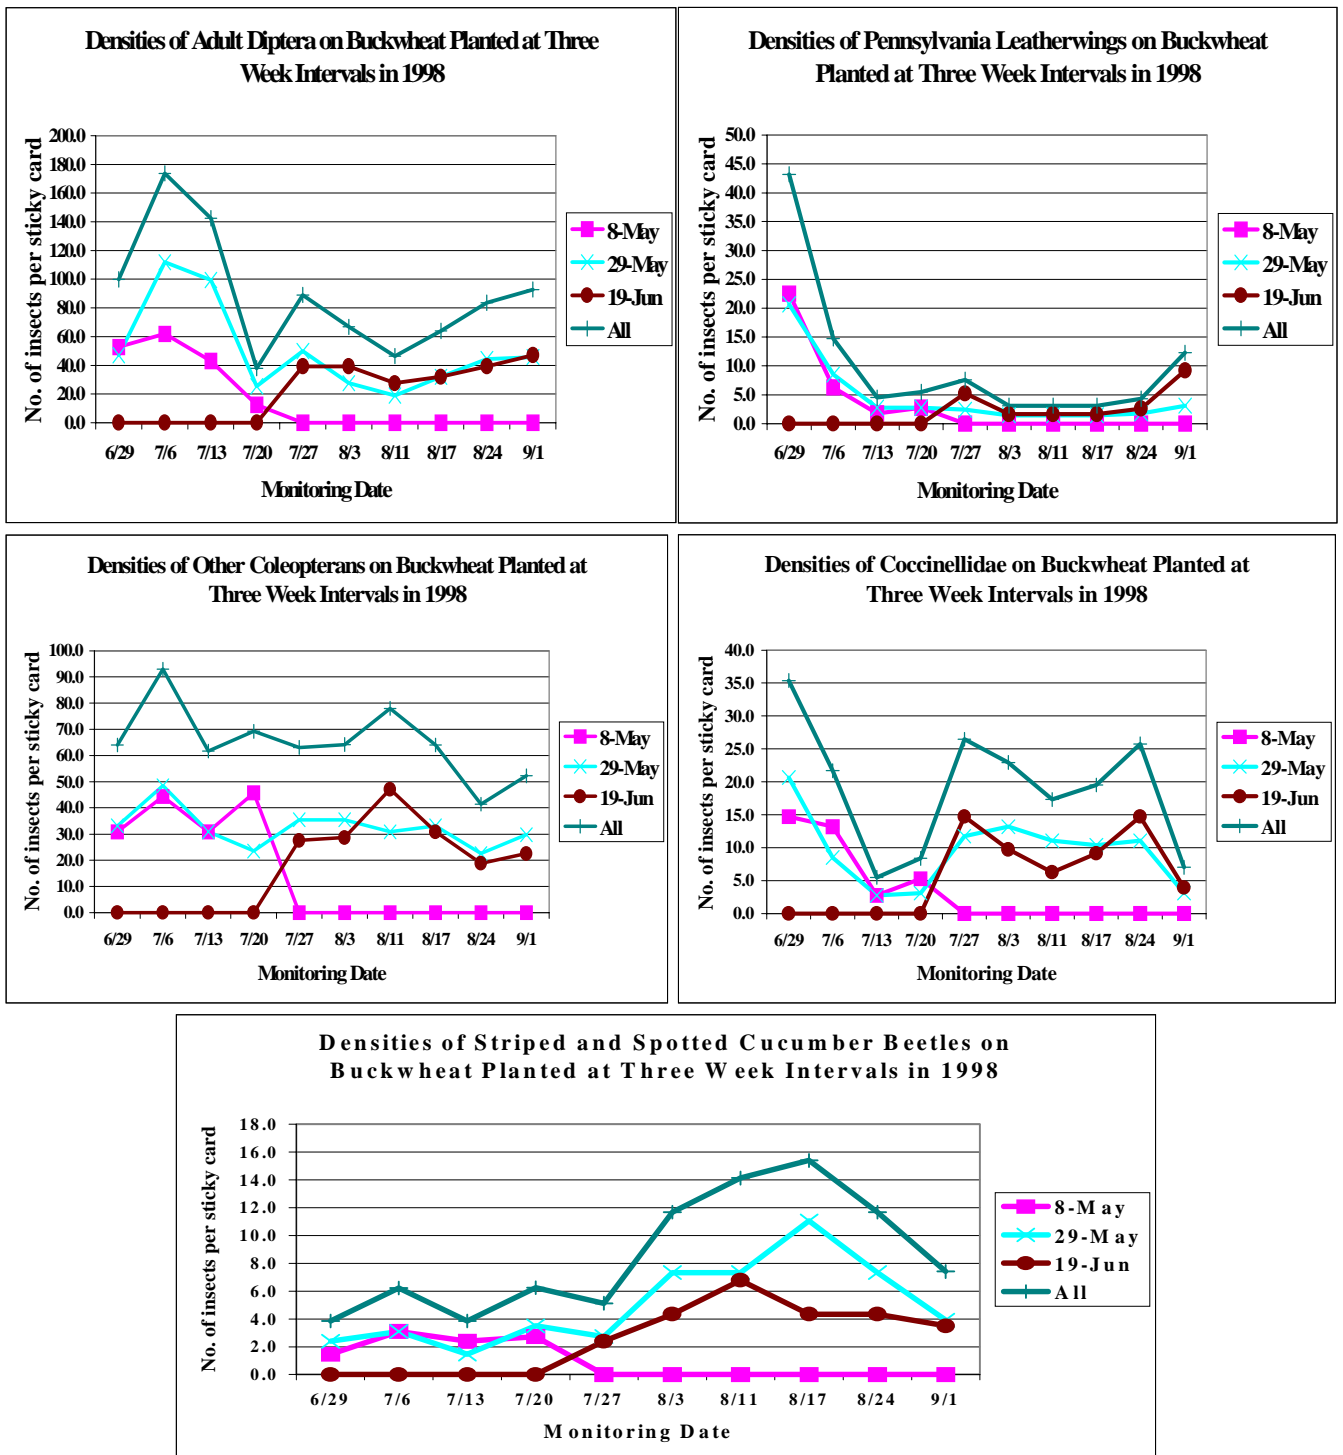 Densities of Adult Diptera on Buckwheat Planted at Three
Week Intervals in 1998
No. of insects per sticky card
200.0
180.0
160.0
140.0
120.0
100.0
80.0
60.0
40.0
20.0
0.0
6/29 7/6 7/13 7/20 7/27 8/3 8/11 8/17 8/24 9/1
Monitoring Date
8-May
29-May
19-Jun
All
Densities of Pennsylvania Leatherwings on Buckwheat
Planted at Three Week Intervals in 1998
No. of insects per sticky card
50.0
45.0
40.0
35.0
30.0
25.0
20.0
15.0
10.0
5.0
0.0
6/29 7/6 7/13 7/20 7/27 8/3 8/11 8/17 8/24 9/1
Monitoring Date
8-May
29-May
19-Jun
All
Densities of Other Coleopterans on Buckwheat Planted at
Three Week Intervals in 1998
No. of insects per sticky card
100.0
90.0
80.0
70.0
60.0
50.0
40.0
30.0
20.0
10.0
0.0
6/29 7/6 7/13 7/20 7/27 8/3 8/11 8/17 8/24 9/1
Monitoring Date
8-May
29-May
19-Jun
All
Densities of Coccinellidae on Buckwheat Planted at
Three Week Intervals in 1998
No. of insects per sticky card
40.0
35.0
30.0
25.0
20.0
15.0
10.0
5.0
0.0
6/29 7/6 7/13 7/20 7/27 8/3 8/11 8/17 8/24 9/1
Monitoring Date
8-May
29-May
19-Jun
All
Densities of Striped and Spotted Cucumber Beetles on
Buckwheat Planted at Three Week Intervals in 1998
No. of insects per sticky card
18.0
16.0
14.0
12.0
10.0
8.0
6.0
4.0
2.0
0.0
6/29 7/6 7/13 7/20 7/27 8/3 8/11 8/17 8/24 9/1
Monitoring Date
8-May
29-May
19-Jun
All